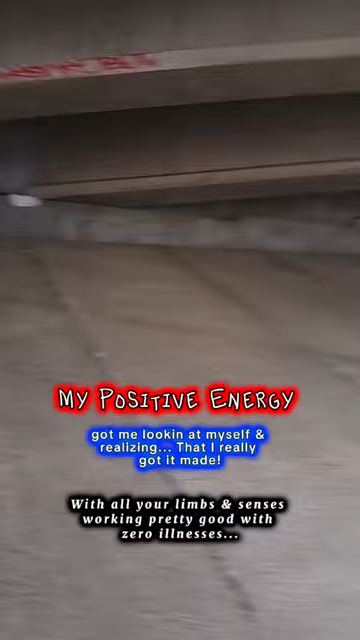 My Positive Energy
got me lookin at myself &
realizing... That I really
got it made!
With all your limbs & senses
working pretty good with
zero illnesses...